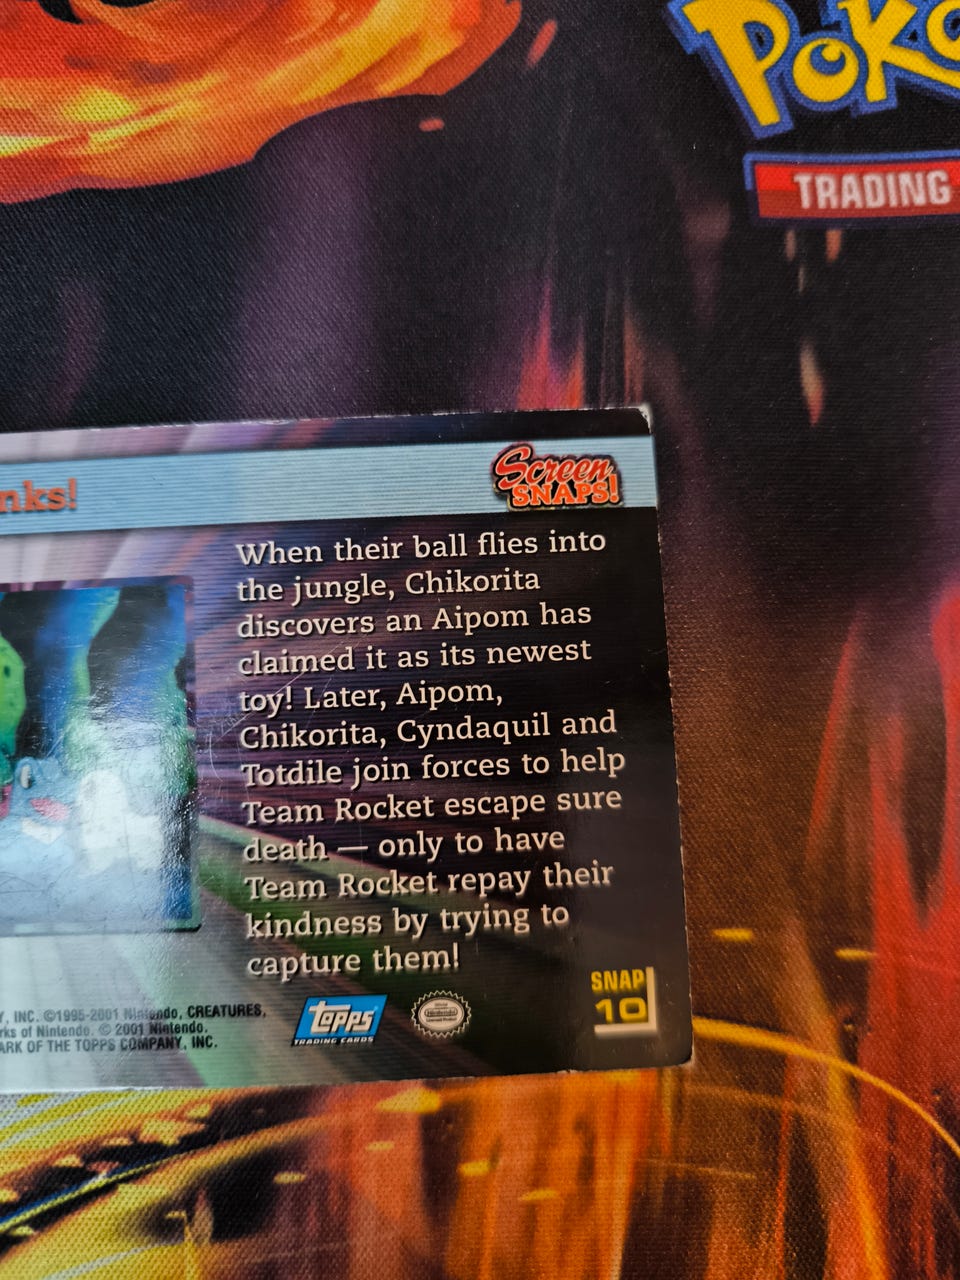 POKÉ
TRADING
nks!
Screen
SNAPS!
When their ball flies into
the jungle, Chikorita
discovers an Aipom has
claimed it as its newest
toy! Later, Aipom,
Chikorita, Cyndaquil and
Totdile join forces to help
Team Rocket escape sure
death — only to have
Team Rocket repay their
kindness by trying to
capture them!
SNAP
10
Y, INC. ©1995-2001 Nintendo, CREATURES,
rks of Nintendo. © 2001 Nintendo.
ARK OF THE TOPPS COMPANY, INC.
topps
TRADING CARDS
Nintendo